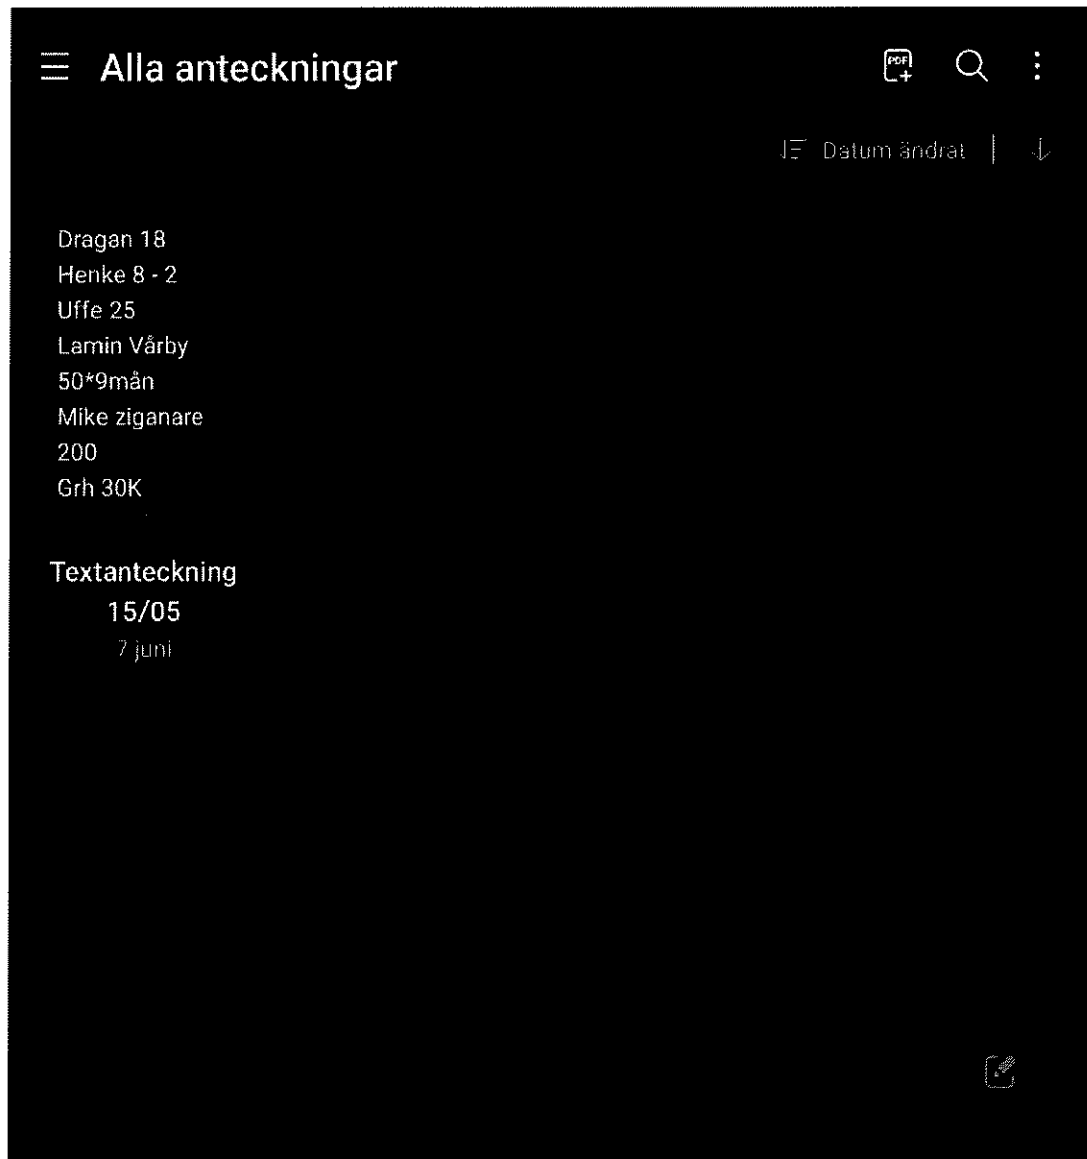 Alla anteckningar
PDF
Datum ändrat
Dragan 18
Henke 8 - 2
Uffe 25
Lamin Vårby
50*9mån
Mike ziganare
200
Grh 30K
Textanteckning
15/05
7 juni